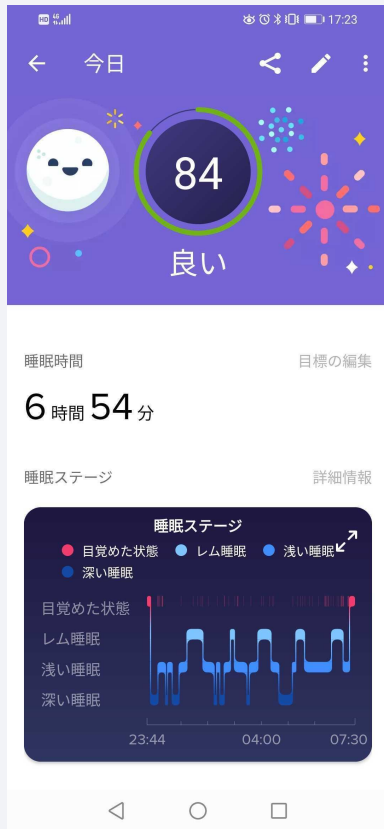 HD 4G 17:23
今日
84
良い
睡眠時間 目標の編集
6 時間 54 分
睡眠ステージ 詳細情報
睡眠ステージ
目覚めた状態 レム睡眠 浅い睡眠
深い睡眠
目覚めた状態
レム睡眠
浅い睡眠
深い睡眠
23:44 04:00 07:30